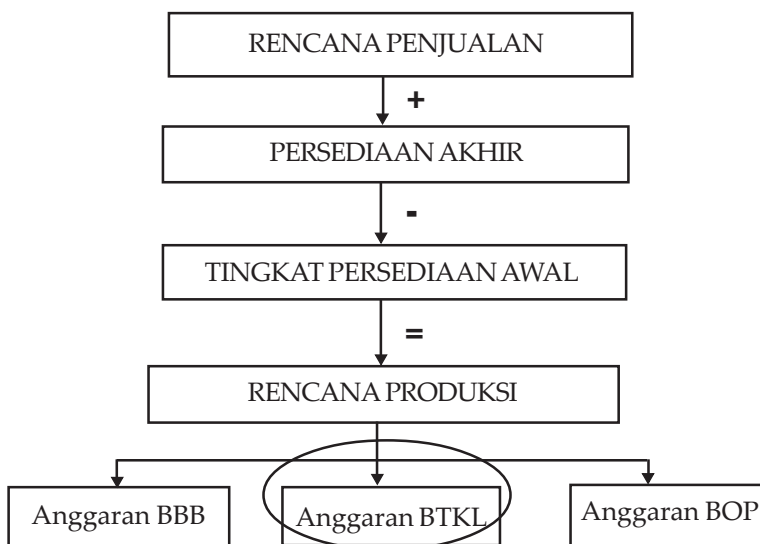 RENCANA PENJUALAN
+
PERSEDIAAN AKHIR
-
TINGKAT PERSEDIAAN AWAL
=
RENCANA PRODUKSI
Anggaran BBB
Anggaran BTKL
Anggaran BOP